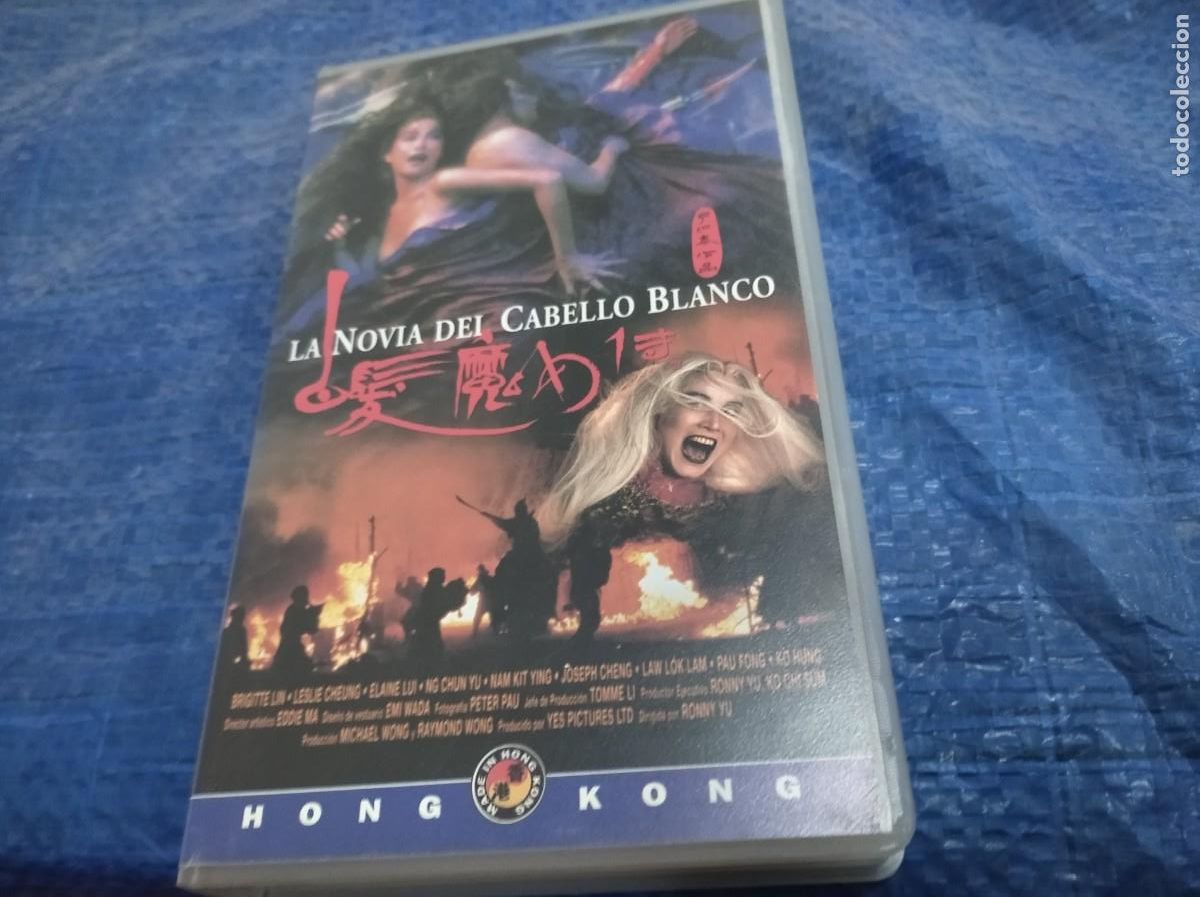 LA NOVIA DEL CABELLO BLANCO
白髮魔女傳
BRIGITTE LIN • LESLIE CHEUNG • ELAINE LUI • NG CHUN YU • NAM KIT YING • JOSEPH CHENG • LAW LOK LAM • PAU FONG • KO HUNG
Director artístico EDDIE MA Diseño de vestuario EMI WADA Fotografía PETER PAU Jefe de Producción TOMME LI Productor Ejecutivo RONNY YU, KO CHI SUM
Producción MICHAEL WONG y RAYMOND WONG Producido por YES PICTURES LTD Dirigida por RONNY YU
MADE IN HONG KONG
香港
HONG KONG
todocoleccion